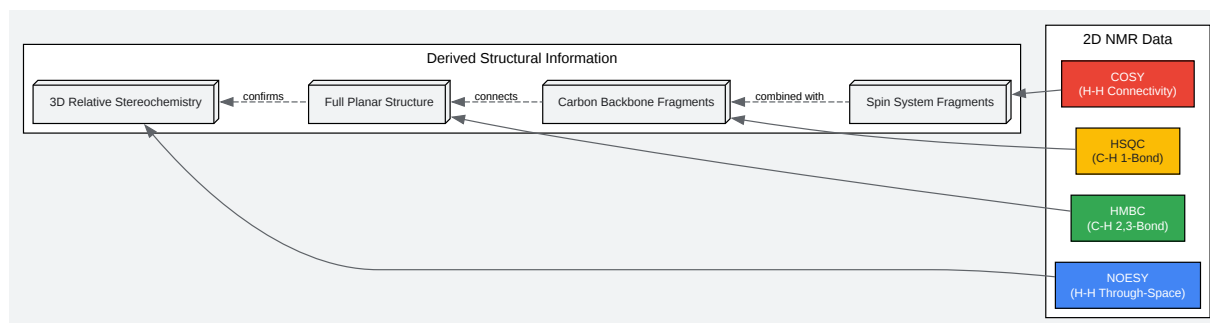 Derived Structural Information
3D Relative Stereochemistry
confirms
Full Planar Structure
connects
Carbon Backbone Fragments
combined with
Spin System Fragments
2D NMR Data
COSY
(H-H Connectivity)
HSQC
(C-H 1-Bond)
HMBC
(C-H 2,3-Bond)
NOESY
(H-H Through-Space)